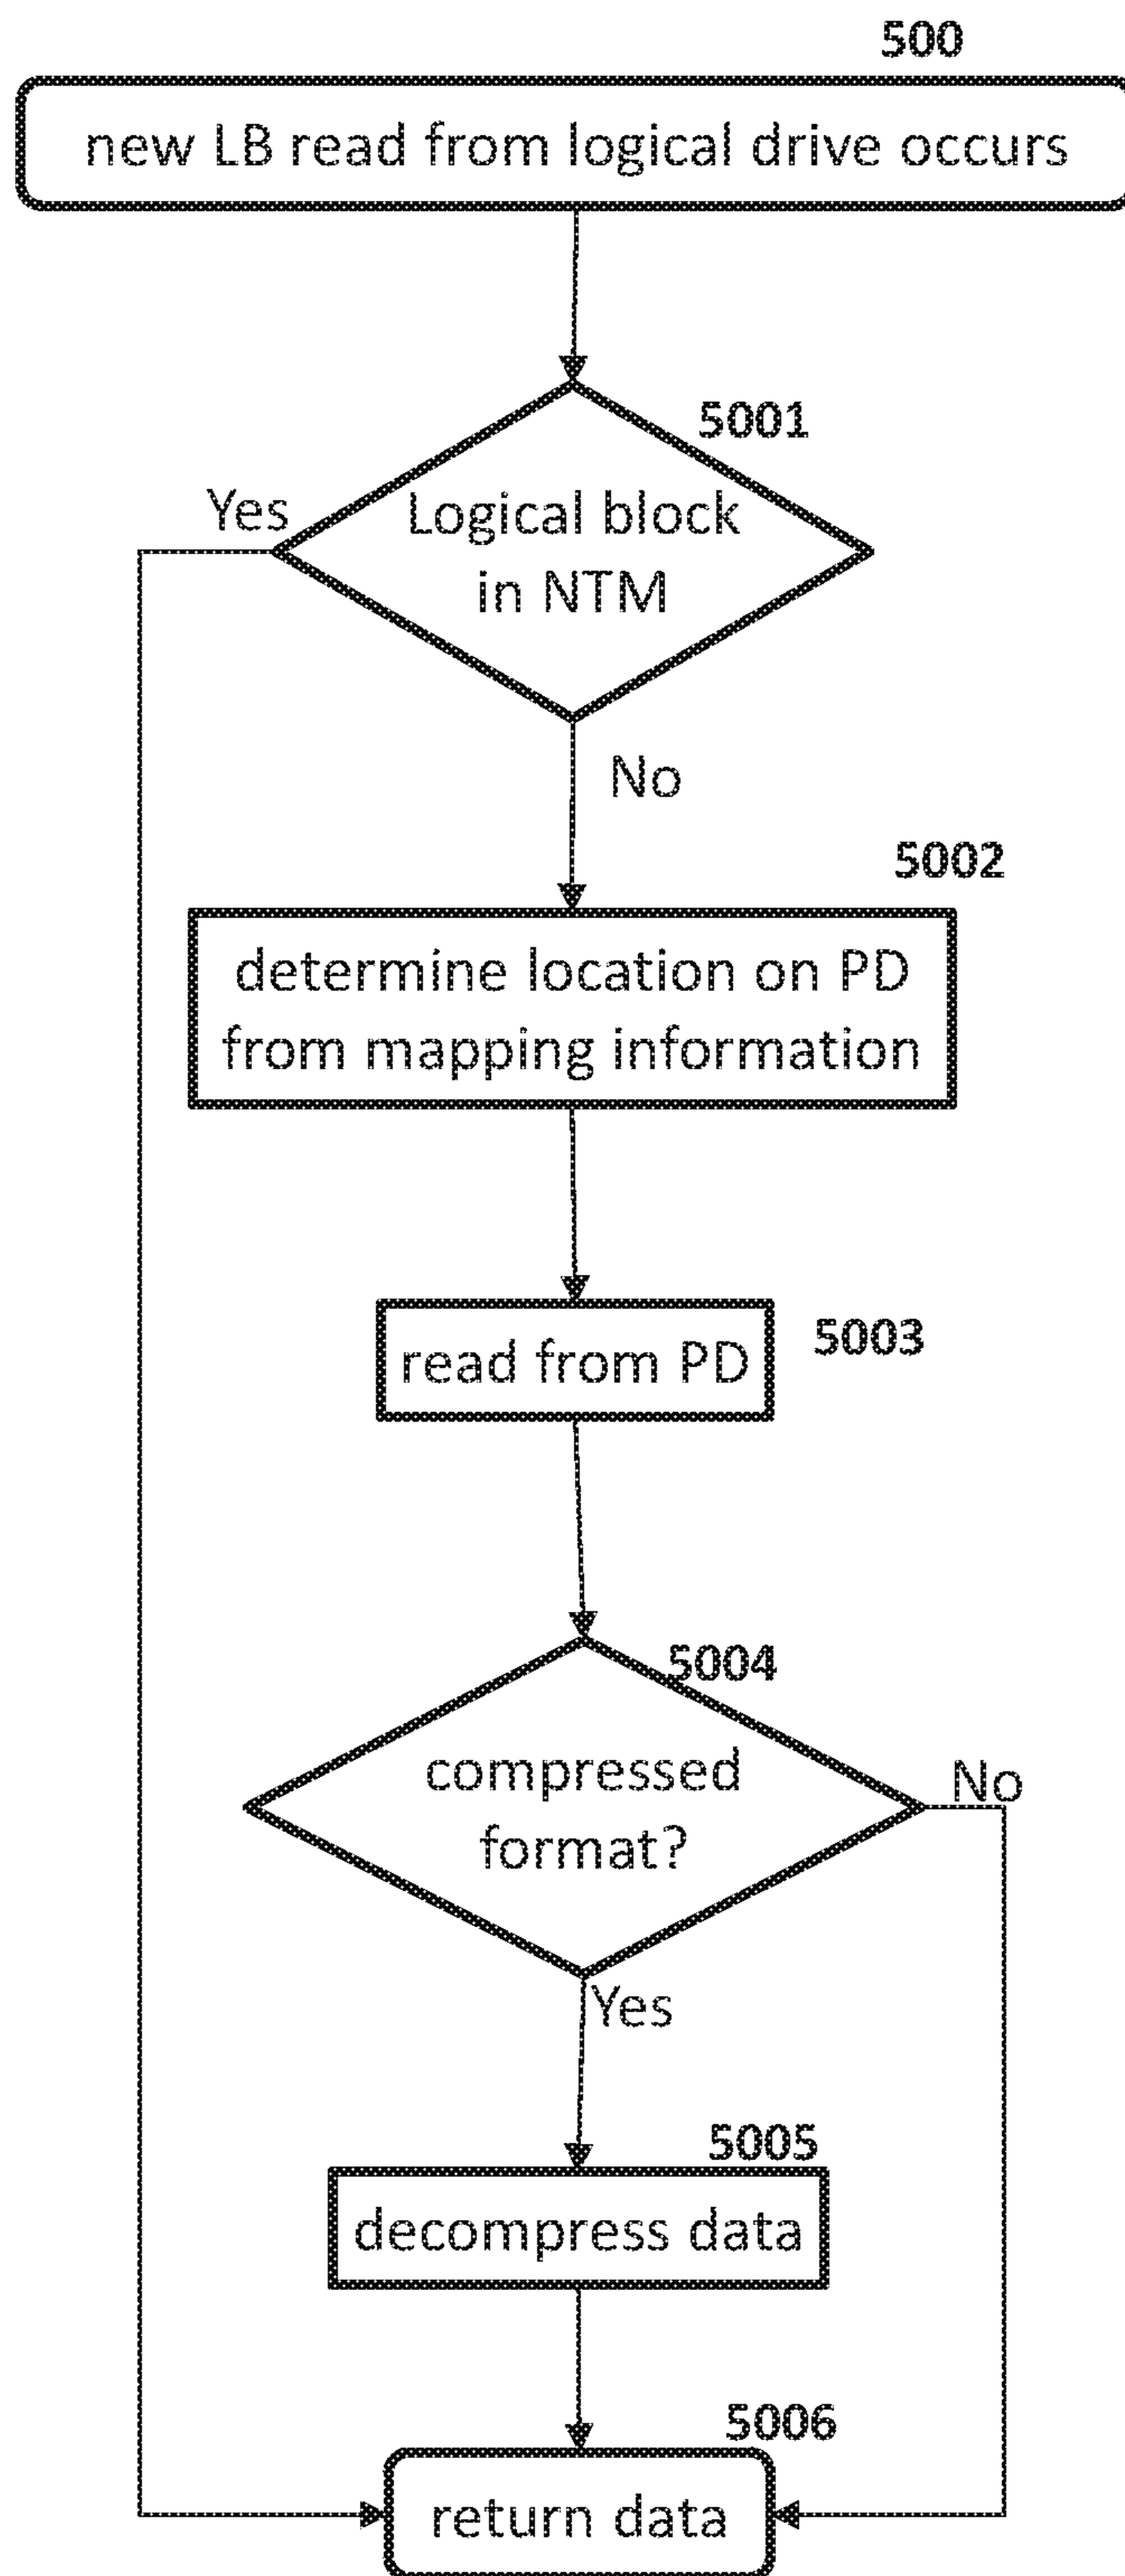 500
new LB read from logical drive occurs
5001
Yes
Logical block
in NTM
No
5002
determine location on PD
from mapping information
5003
read from PD
5004
compressed
format?
No
Yes
5005
decompress data
5006
return data